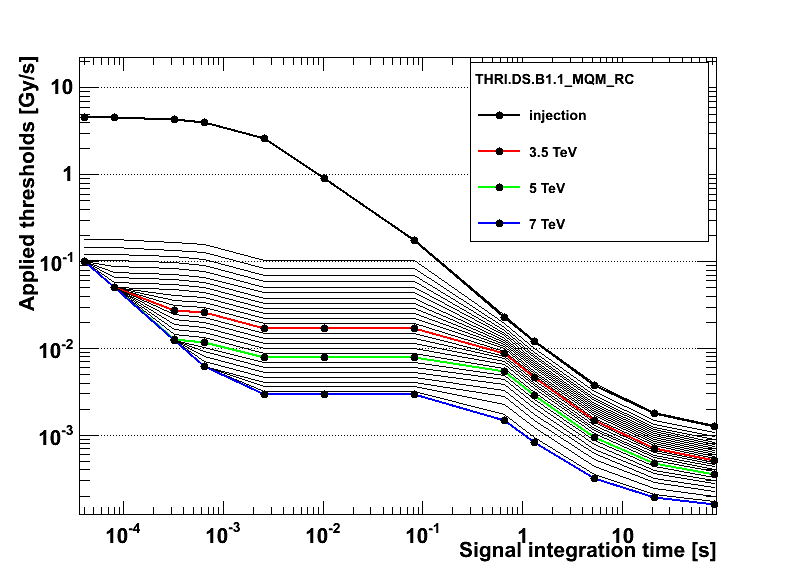 Applied thresholds [Gy/s]
10
1
10^-1
10^-2
10^-3
THRI.DS.B1.1_MQM_RC
injection
3.5 TeV
5 TeV
7 TeV
10^-4
10^-3
10^-2
10^-1
1
10
Signal integration time [s]